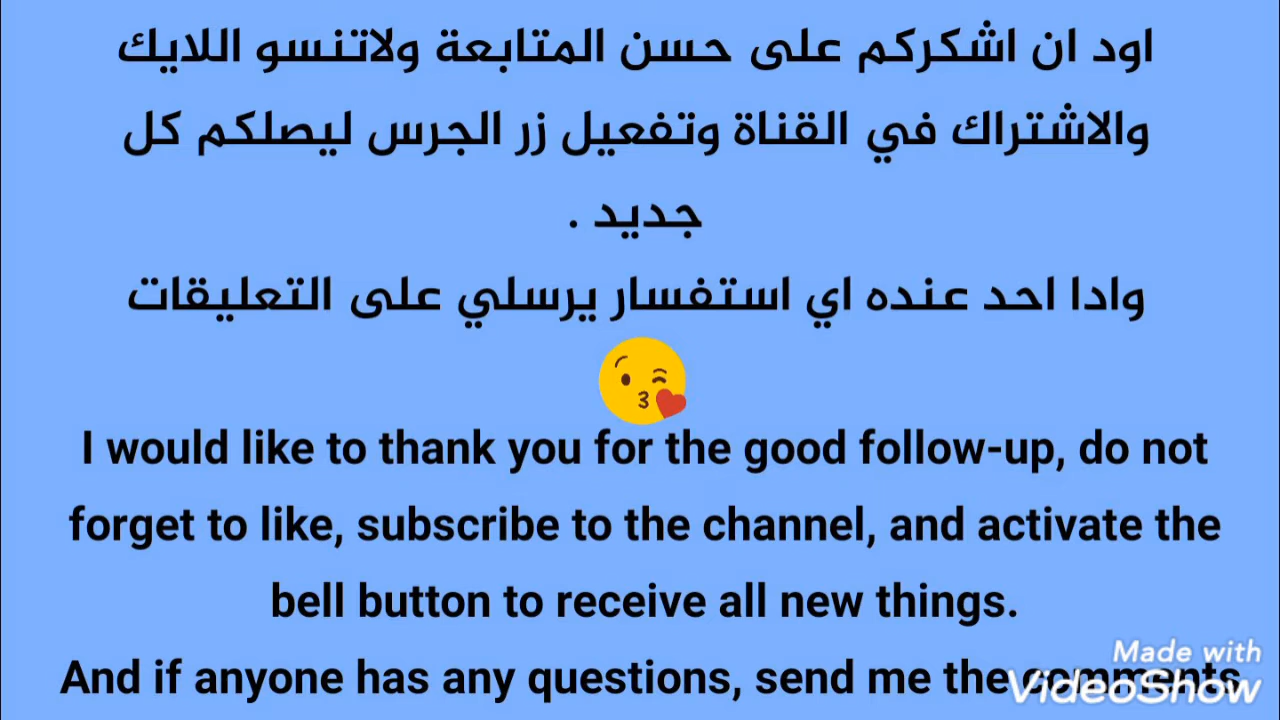 اود ان اشكركم على حسن المتابعة ولاتنسو اللايك
والاشتراك في القناة وتفعيل زر الجرس ليصلكم كل
جديد .
وادا احد عنده اي استفسار يرسلي على التعليقات
I would like to thank you for the good follow-up, do not
forget to like, subscribe to the channel, and activate the
bell button to receive all new things.
And if anyone has any questions, send me the comments
Made with
VideoShow